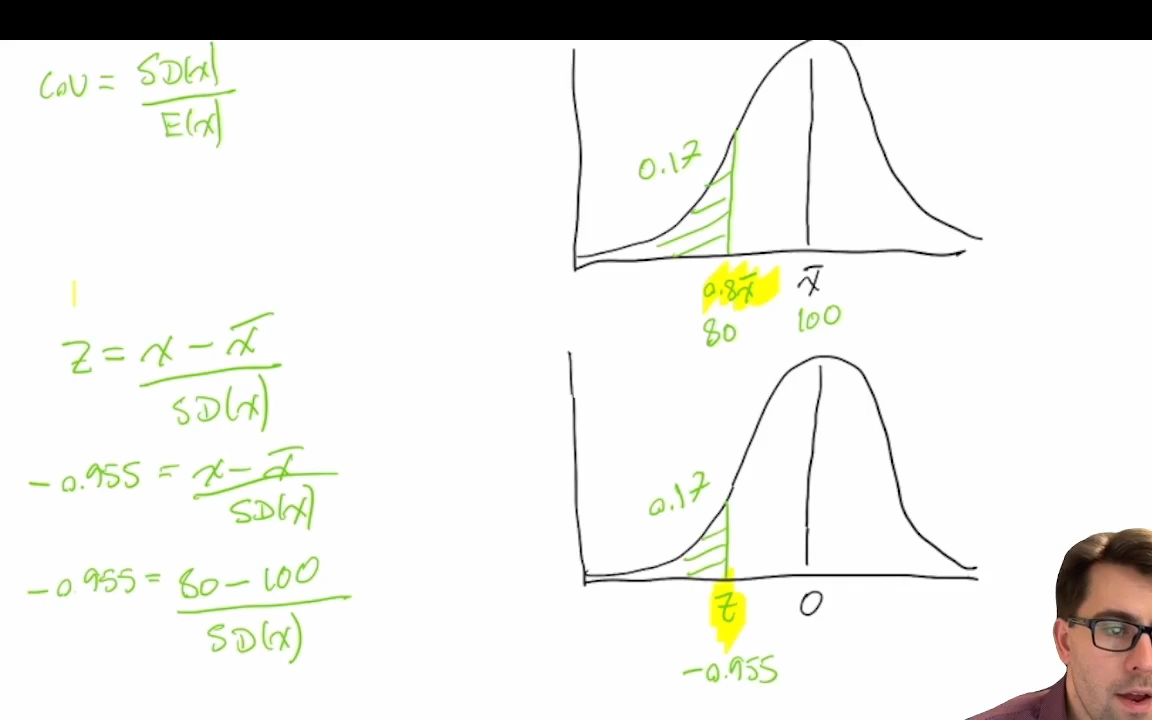 CoV = SD(x) / E(x)
Z = x - x̄ / SD(x)
-0.955 = x - x̄ / SD(x)
-0.955 = 80 - 100 / SD(x)
0.17
0.8x̄ x̄
80 100
0.17
Z 0
-0.955